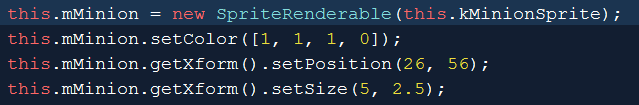 this.mMinion = new SpriteRenderable(this.kMinionSprite);
this.mMinion.setColor([1, 1, 1, 0]);
this.mMinion.getXform().setPosition(26, 56);
this.mMinion.getXform().setSize(5, 2.5);